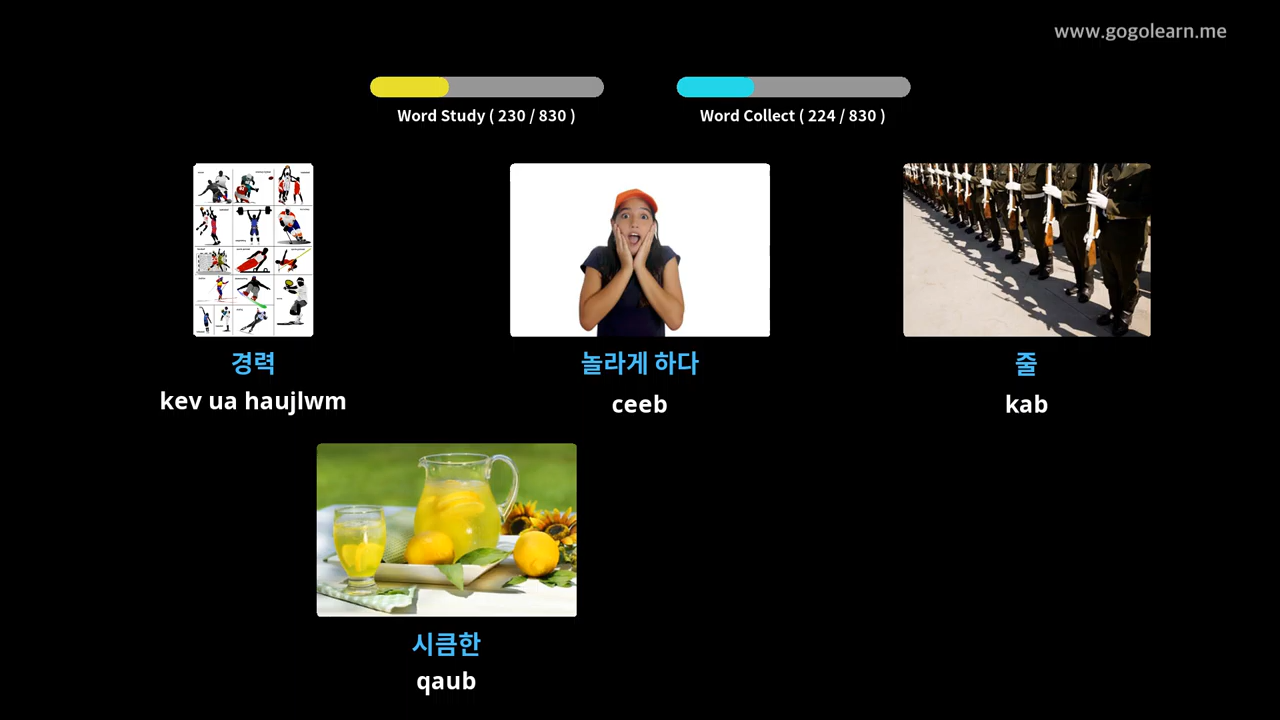 www.gogolearn.me
Word Study ( 230 / 830 )
Word Collect ( 224 / 830 )
경력
kev ua haujlwm
놀라게 하다
ceeb
줄
kab
시큼한
qaub